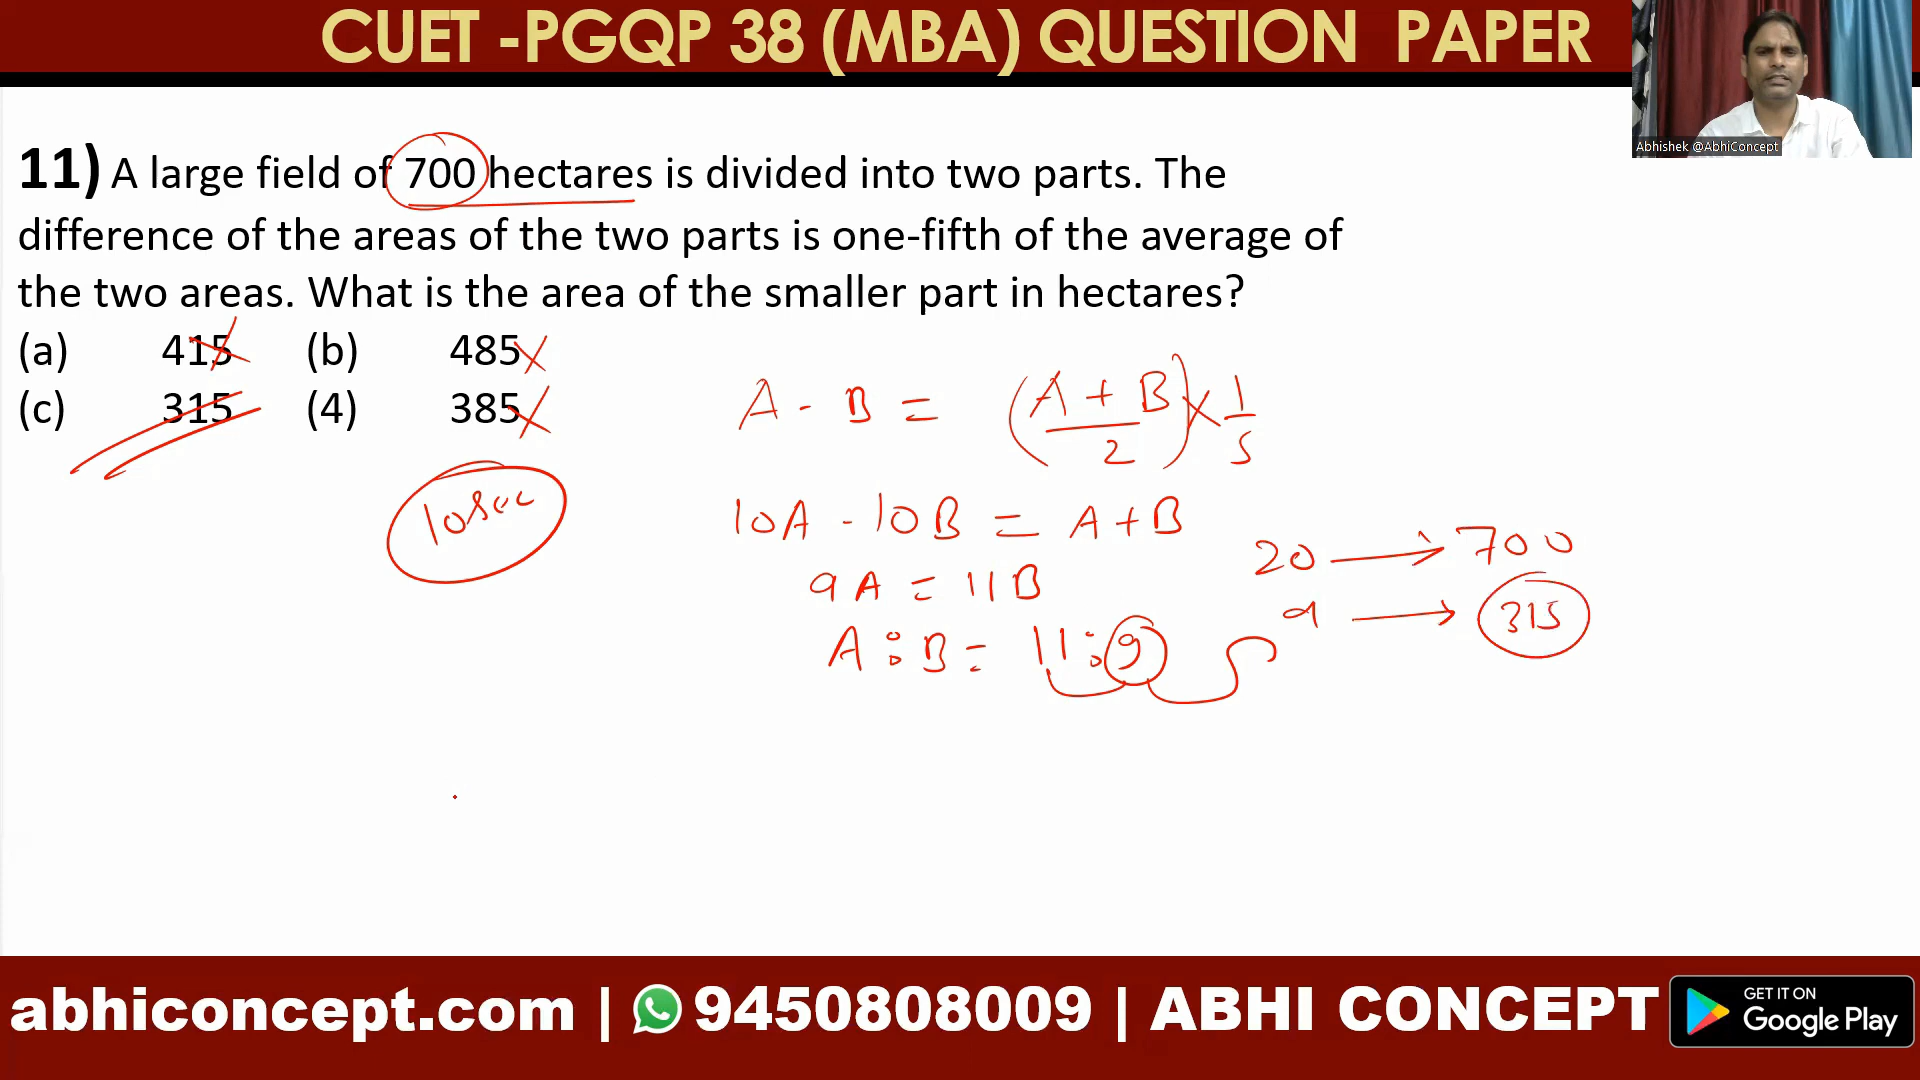 CUET -PGQP 38 (MBA) QUESTION PAPER
Abhishek @AbhiConcept
11) A large field of 700 hectares is divided into two parts. The
difference of the areas of the two parts is one-fifth of the average of
the two areas. What is the area of the smaller part in hectares?
(a) 415 (b) 485
(c) 315 (4) 385
10sec
A - B = (A + B / 2) × 1/5
10A - 10B = A + B
9A = 11B
A : B = 11 : 9
20 → 700
9 → 315
abhiconcept.com | 9450808009 | ABHI CONCEPT
GET IT ON
Google Play